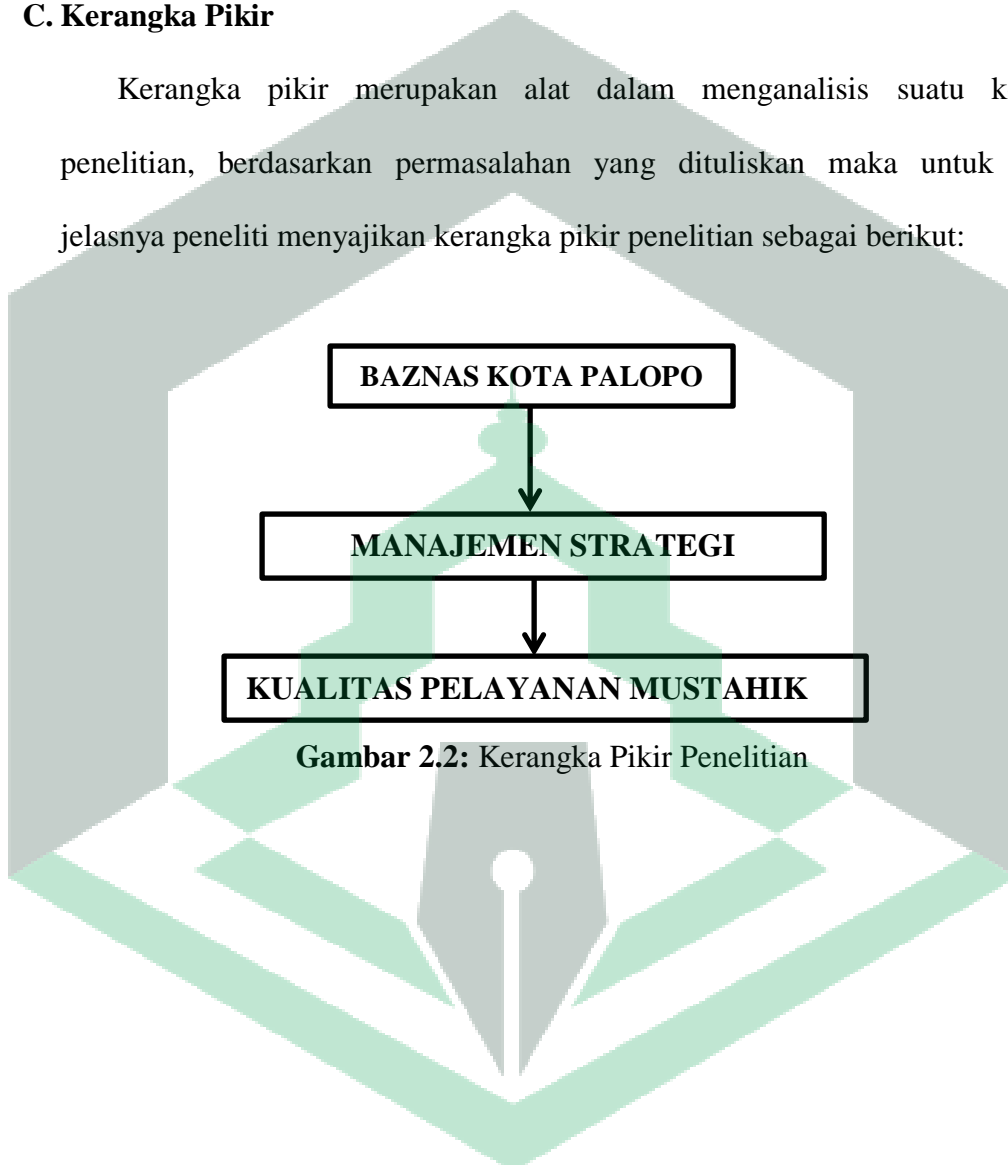 C. Kerangka Pikir
Kerangka pikir merupakan alat dalam menganalisis suatu
penelitian, berdasarkan permasalahan yang dituliskan maka untuk
jelasnya peneliti menyajikan kerangka pikir penelitian sebagai berikut:
BAZNAS KOTA PALOPO
MANAJEMEN STRATEGI
KUALITAS PELAYANAN MUSTAHIK
Gambar 2.2: Kerangka Pikir Penelitian